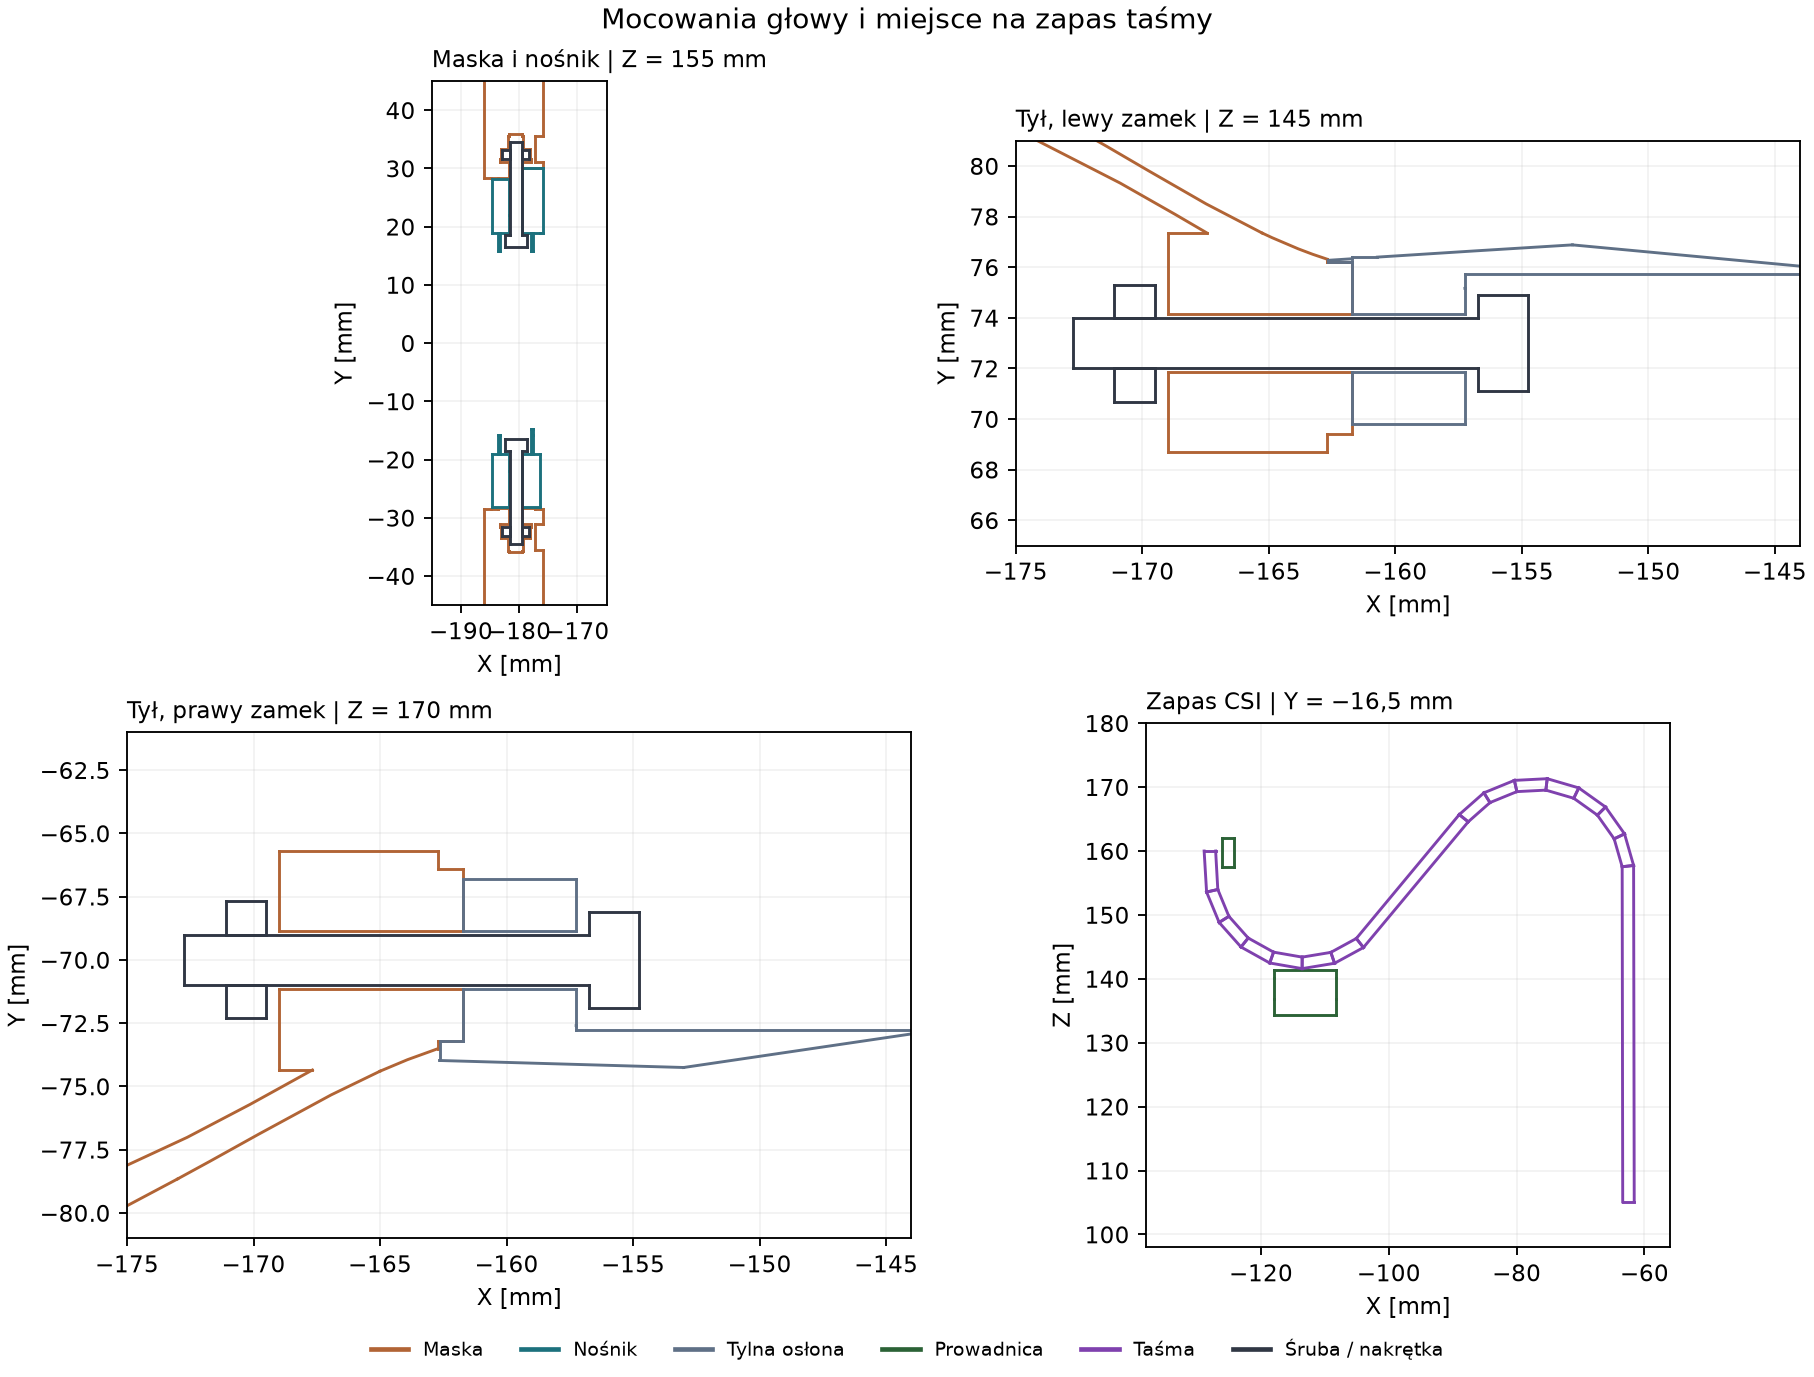 Mocowania głowy i miejsce na zapas taśmy
Maska i nośnik | Z = 155 mm
40
30
20
10
0
−10
−20
−30
−40
Y [mm]
−190
−180
−170
X [mm]
Tył, lewy zamek | Z = 145 mm
80
78
76
74
72
70
68
66
Y [mm]
−175
−170
−165
−160
−155
−150
−145
X [mm]
Tył, prawy zamek | Z = 170 mm
−62.5
−65.0
−67.5
−70.0
−72.5
−75.0
−77.5
−80.0
Y [mm]
−175
−170
−165
−160
−155
−150
−145
X [mm]
Zapas CSI | Y = −16,5 mm
180
170
160
150
140
130
120
110
100
Z [mm]
−120
−100
−80
−60
X [mm]
Maska
Nośnik
Tylna osłona
Prowadnica
Taśma
Śruba / nakrętka